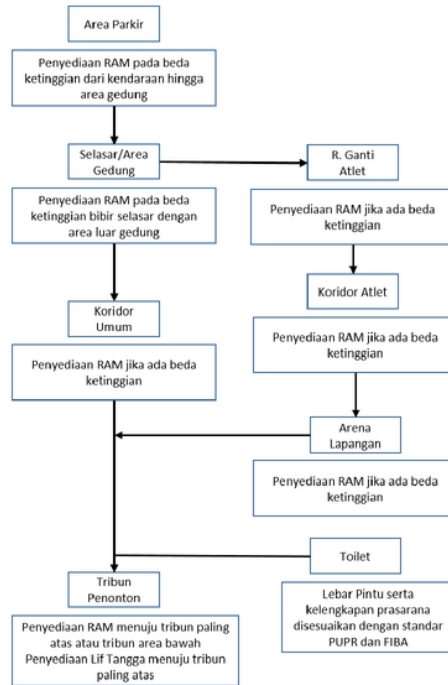 Area Parkir
Penyediaan RAM pada beda
ketinggian dari kendaraan hingga
area gedung
Selasar/Area
Gedung
R. Ganti
Atlet
Penyediaan RAM pada beda
ketinggian bibir selasar dengan
area luar gedung
Penyediaan RAM jika ada beda
ketinggian
Koridor Atlet
Koridor
Umum
Penyediaan RAM jika ada beda
ketinggian
Penyediaan RAM jika ada beda
ketinggian
Arena
Lapangan
Penyediaan RAM jika ada beda
ketinggian
Toilet
Tribun
Penonton
Lebar Pintu serta
kelengkapan prasarana
disesuaikan dengan standar
PUPR dan FIBA
Penyediaan RAM menuju tribun paling
atas atau tribun area bawah
Penyediaan Lif Tangga menuju tribun
paling atas